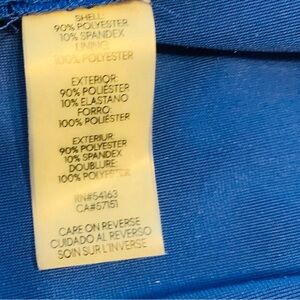 SHELL:
90% POLYESTER
10% SPANDEX
LINING:
100% POLYESTER
EXTERIOR:
90% POLIÉSTER
10% ELASTANO
FORRO:
100% POLIÉSTER
EXTÉRIUR:
90% POLYESTER
10% SPANDEX
DOUBLURE:
100% POLYESTER
RN#54163
CA#57151
CARE ON REVERSE
CUIDADO AL REVERSO
SOIN SUR L'INVERSE